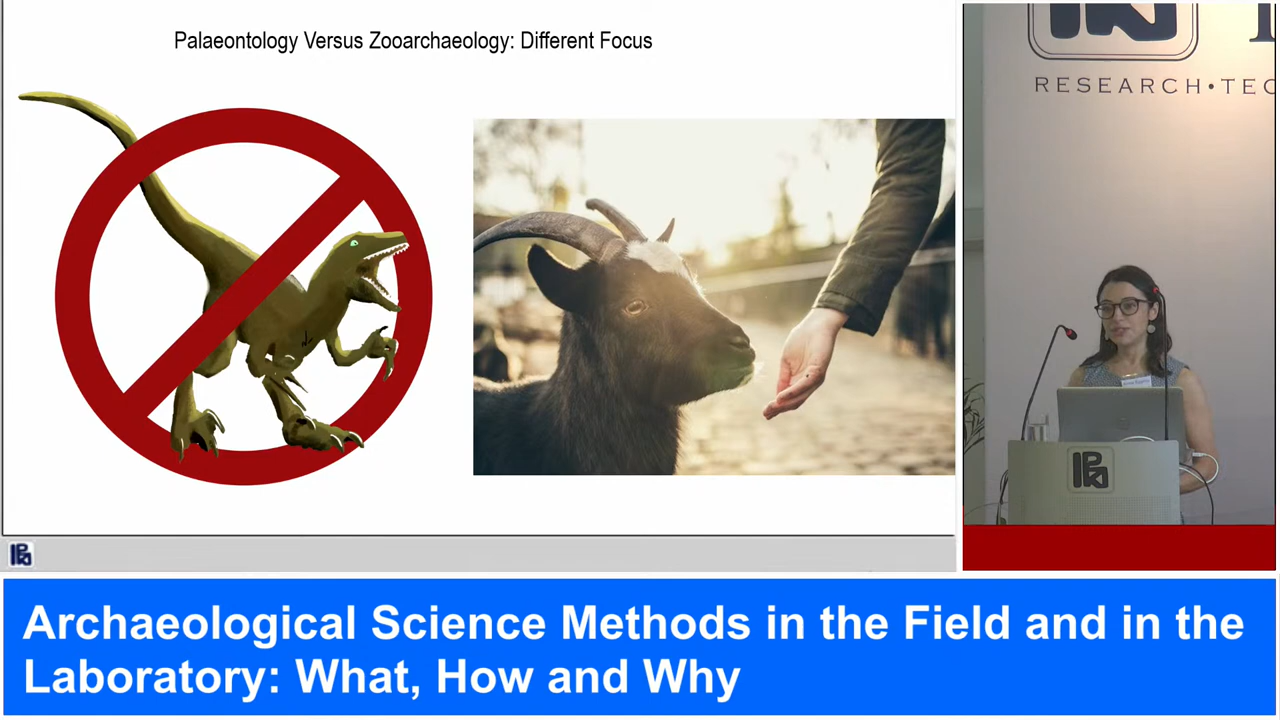 Palaeontology Versus Zooarchaeology: Different Focus
RESEARCH•TEC
Archaeological Science Methods in the Field and in the
Laboratory: What, How and Why